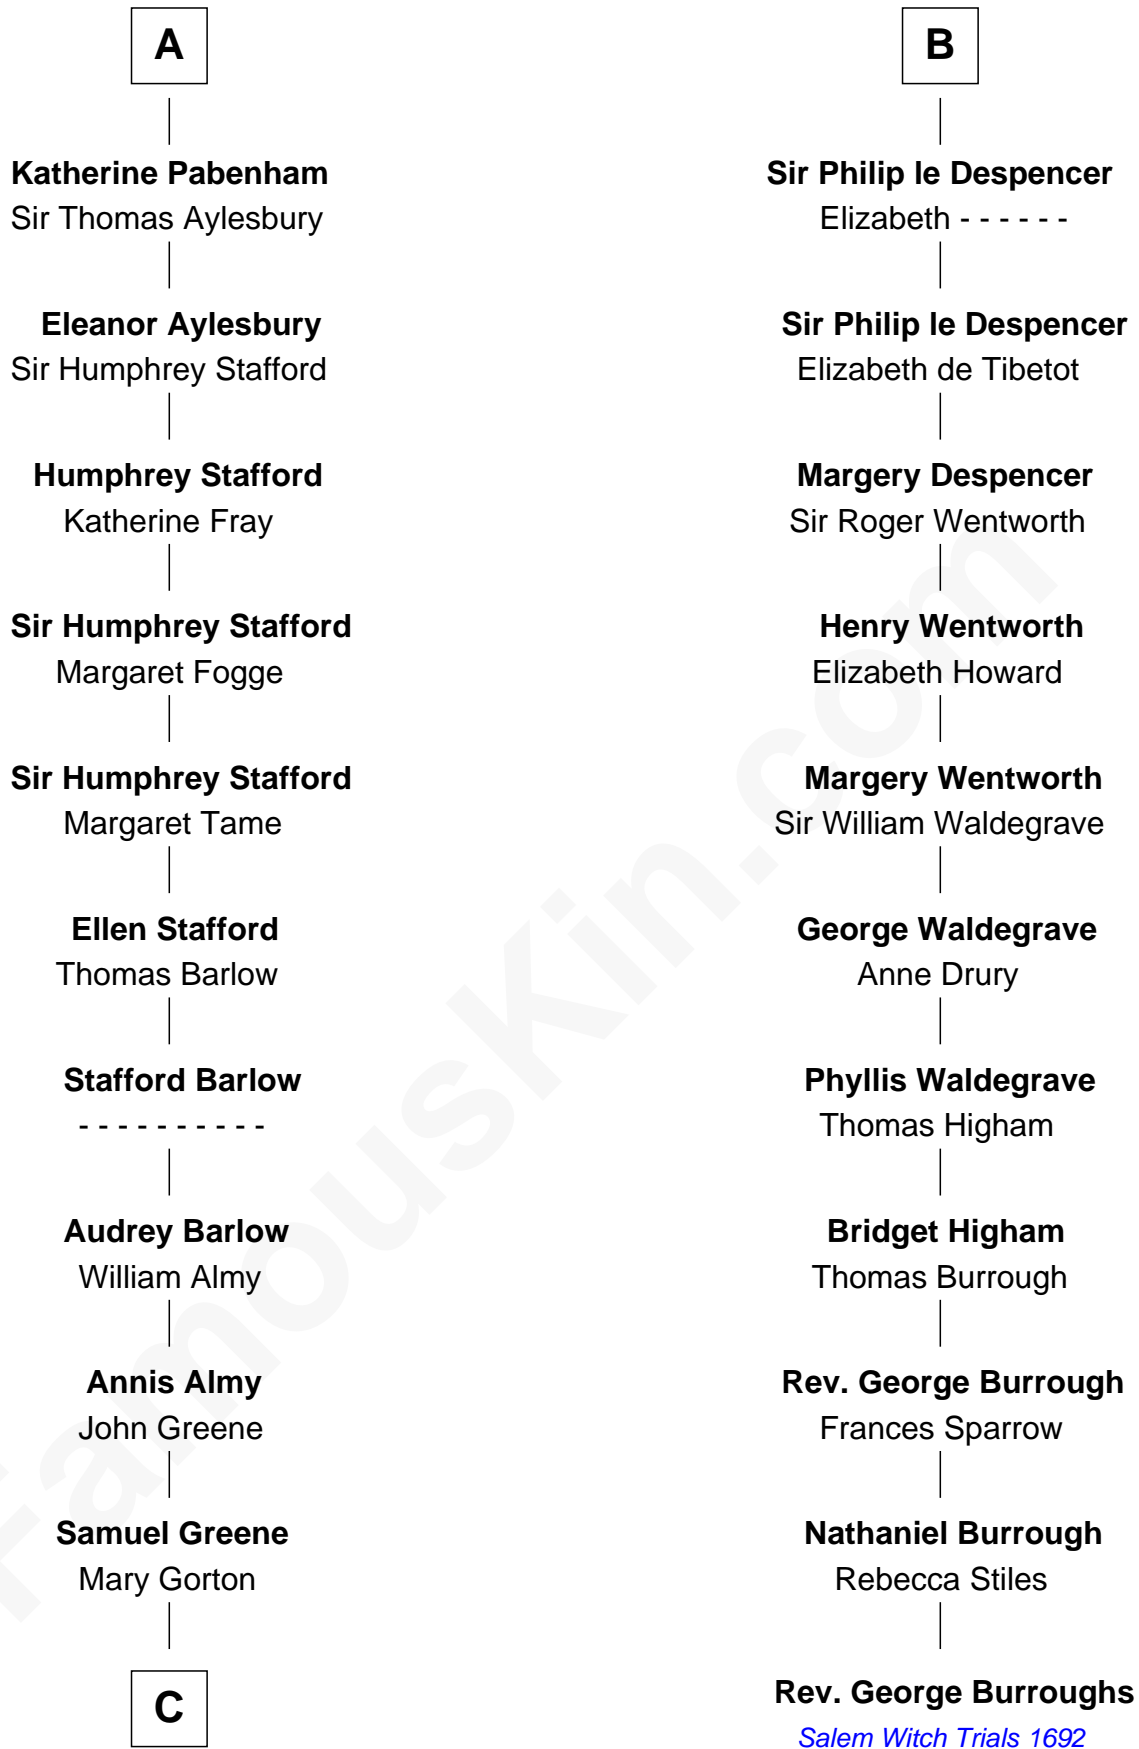 A
Katherine Pabenham
Sir Thomas Aylesbury
Eleanor Aylesbury
Sir Humphrey Stafford
Humphrey Stafford
Katherine Fray
Sir Humphrey Stafford
Margaret Fogge
Sir Humphrey Stafford
Margaret Tame
Ellen Stafford
Thomas Barlow
Stafford Barlow
- - - - - - - - - -
Audrey Barlow
William Almy
Annis Almy
John Greene
Samuel Greene
Mary Gorton
C
B
Sir Philip le Despencer
Elizabeth - - - - - -
Sir Philip le Despencer
Elizabeth de Tibetot
Margery Despencer
Sir Roger Wentworth
Henry Wentworth
Elizabeth Howard
Margery Wentworth
Sir William Waldegrave
George Waldegrave
Anne Drury
Phyllis Waldegrave
Thomas Higham
Bridget Higham
Thomas Burrough
Rev. George Burrough
Frances Sparrow
Nathaniel Burrough
Rebecca Stiles
Rev. George Burroughs
Salem Witch Trials 1692
FamousKin.com